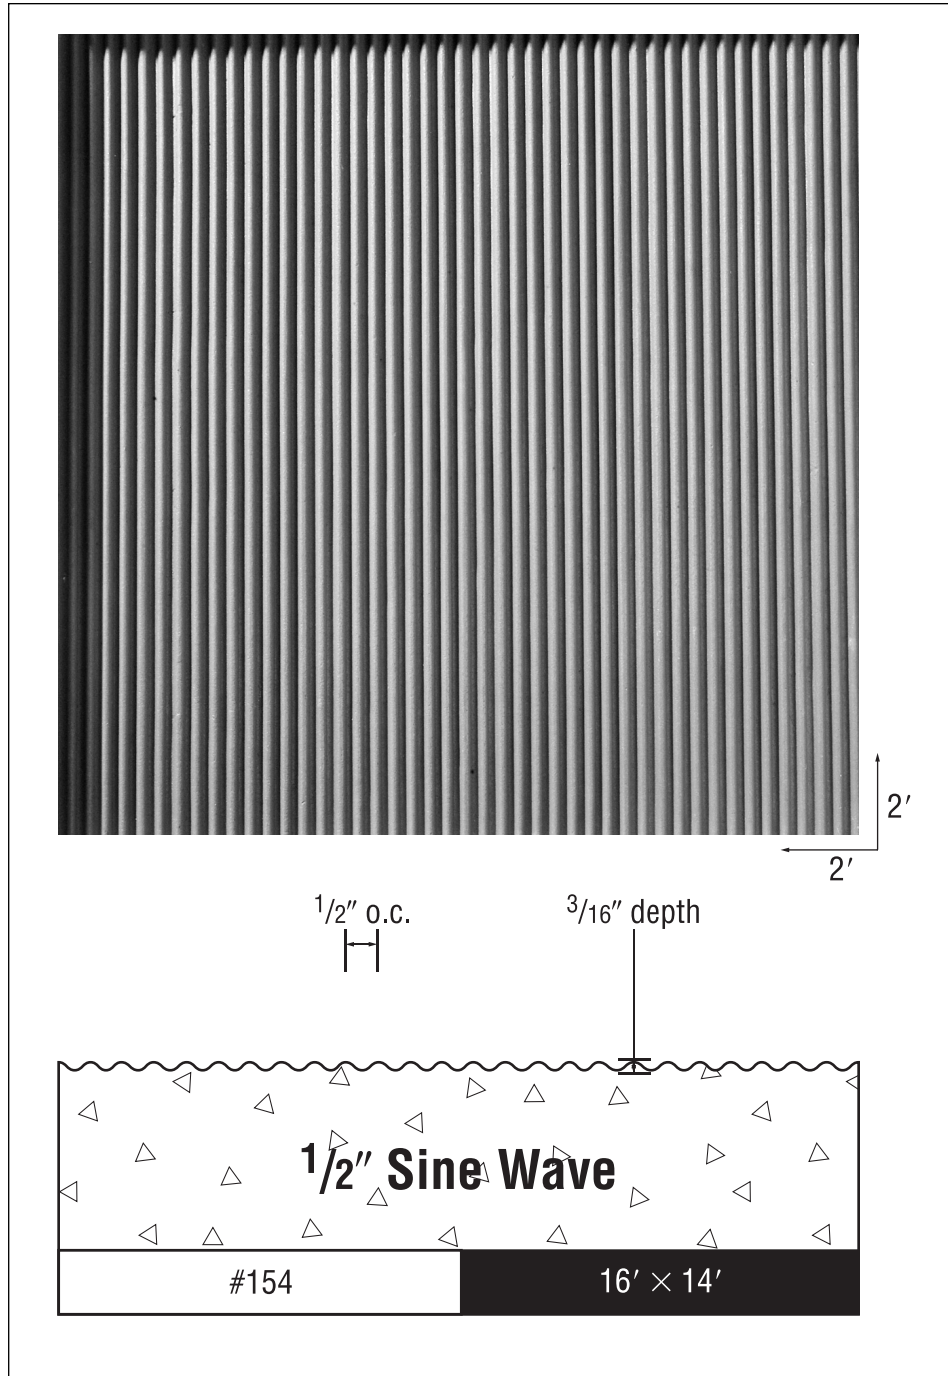 2′
2′
1/2″ o.c.
3/16″ depth
1/2″ Sine Wave
#154
16′ × 14′